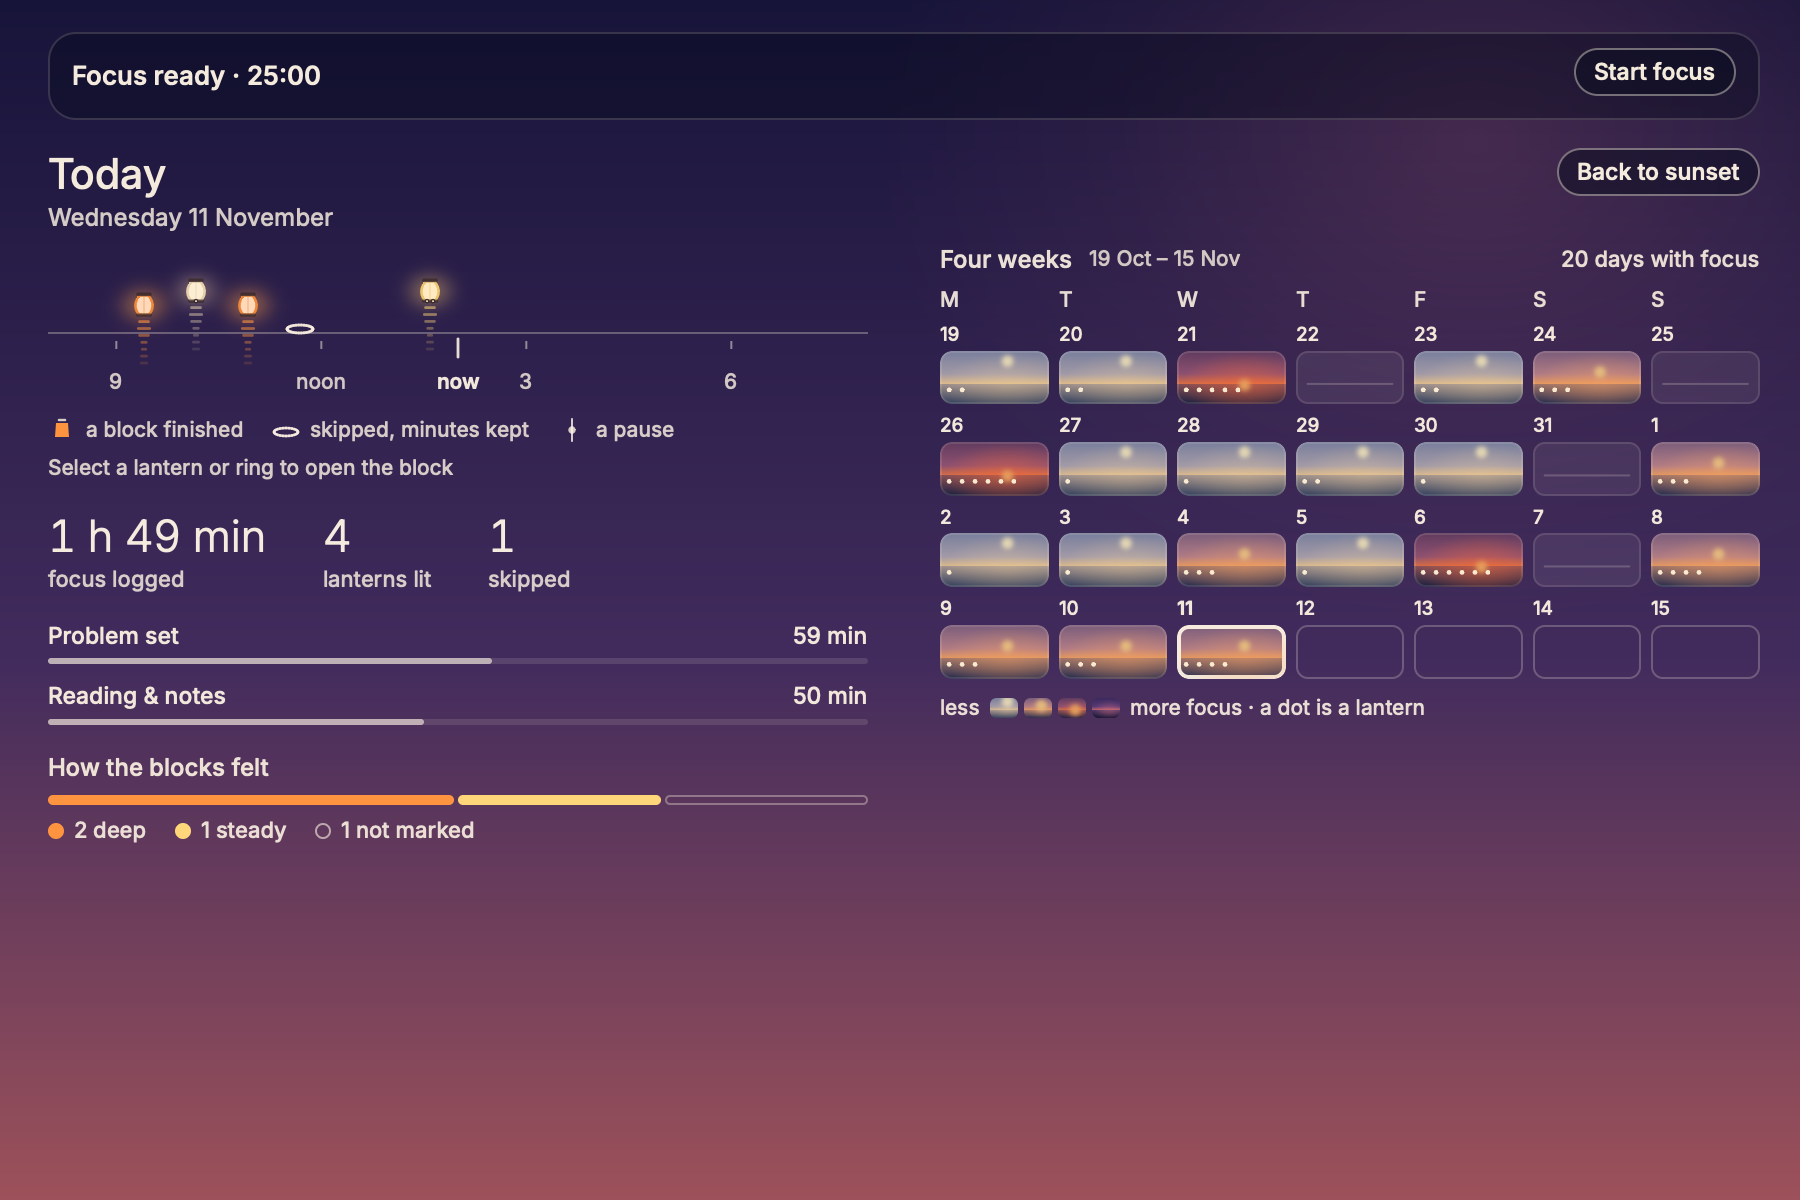 Focus ready · 25:00
Start focus
Today
Back to sunset
Wednesday 11 November
9 noon now 3 6
a block finished skipped, minutes kept a pause
Select a lantern or ring to open the block
1 h 49 min 4 1
focus logged lanterns lit skipped
Problem set 59 min
Reading & notes 50 min
How the blocks felt
2 deep 1 steady 1 not marked
Four weeks 19 Oct – 15 Nov 20 days with focus
M T W T F S S
19 20 21 22 23 24 25
26 27 28 29 30 31 1
2 3 4 5 6 7 8
9 10 11 12 13 14 15
less more focus · a dot is a lantern